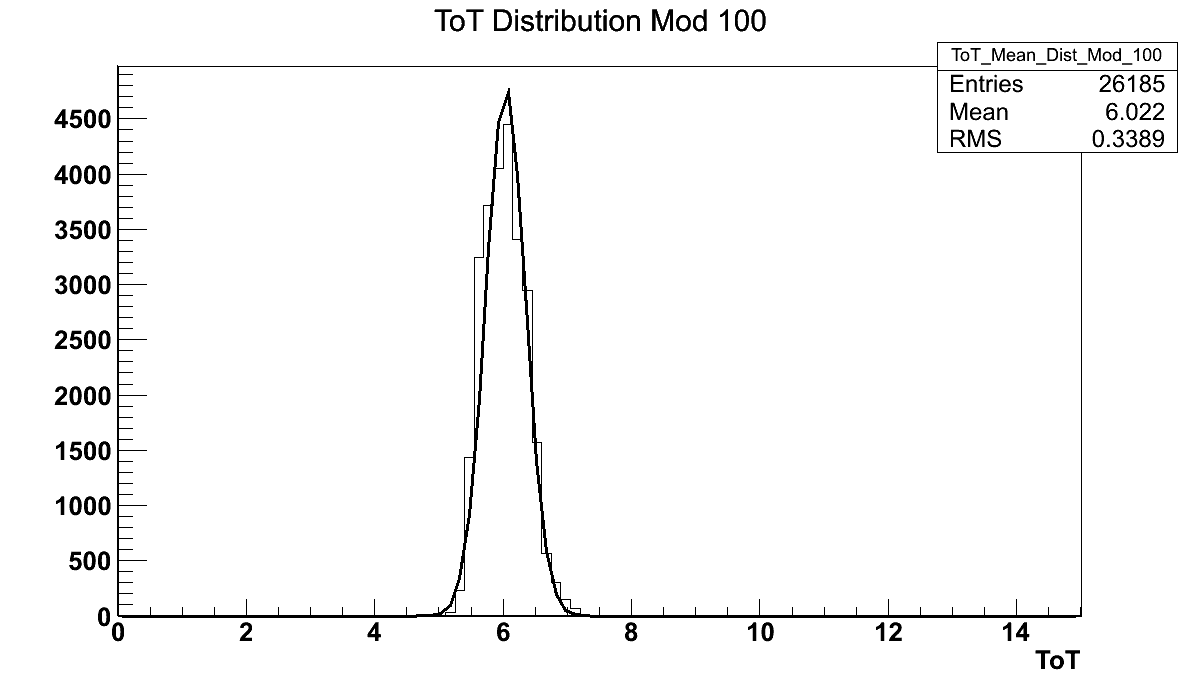 ToT Distribution Mod 100
ToT_Mean_Dist_Mod_100
Entries 26185
Mean 6.022
RMS 0.3389
4500
4000
3500
3000
2500
2000
1500
1000
500
0
0 2 4 6 8 10 12 14
ToT